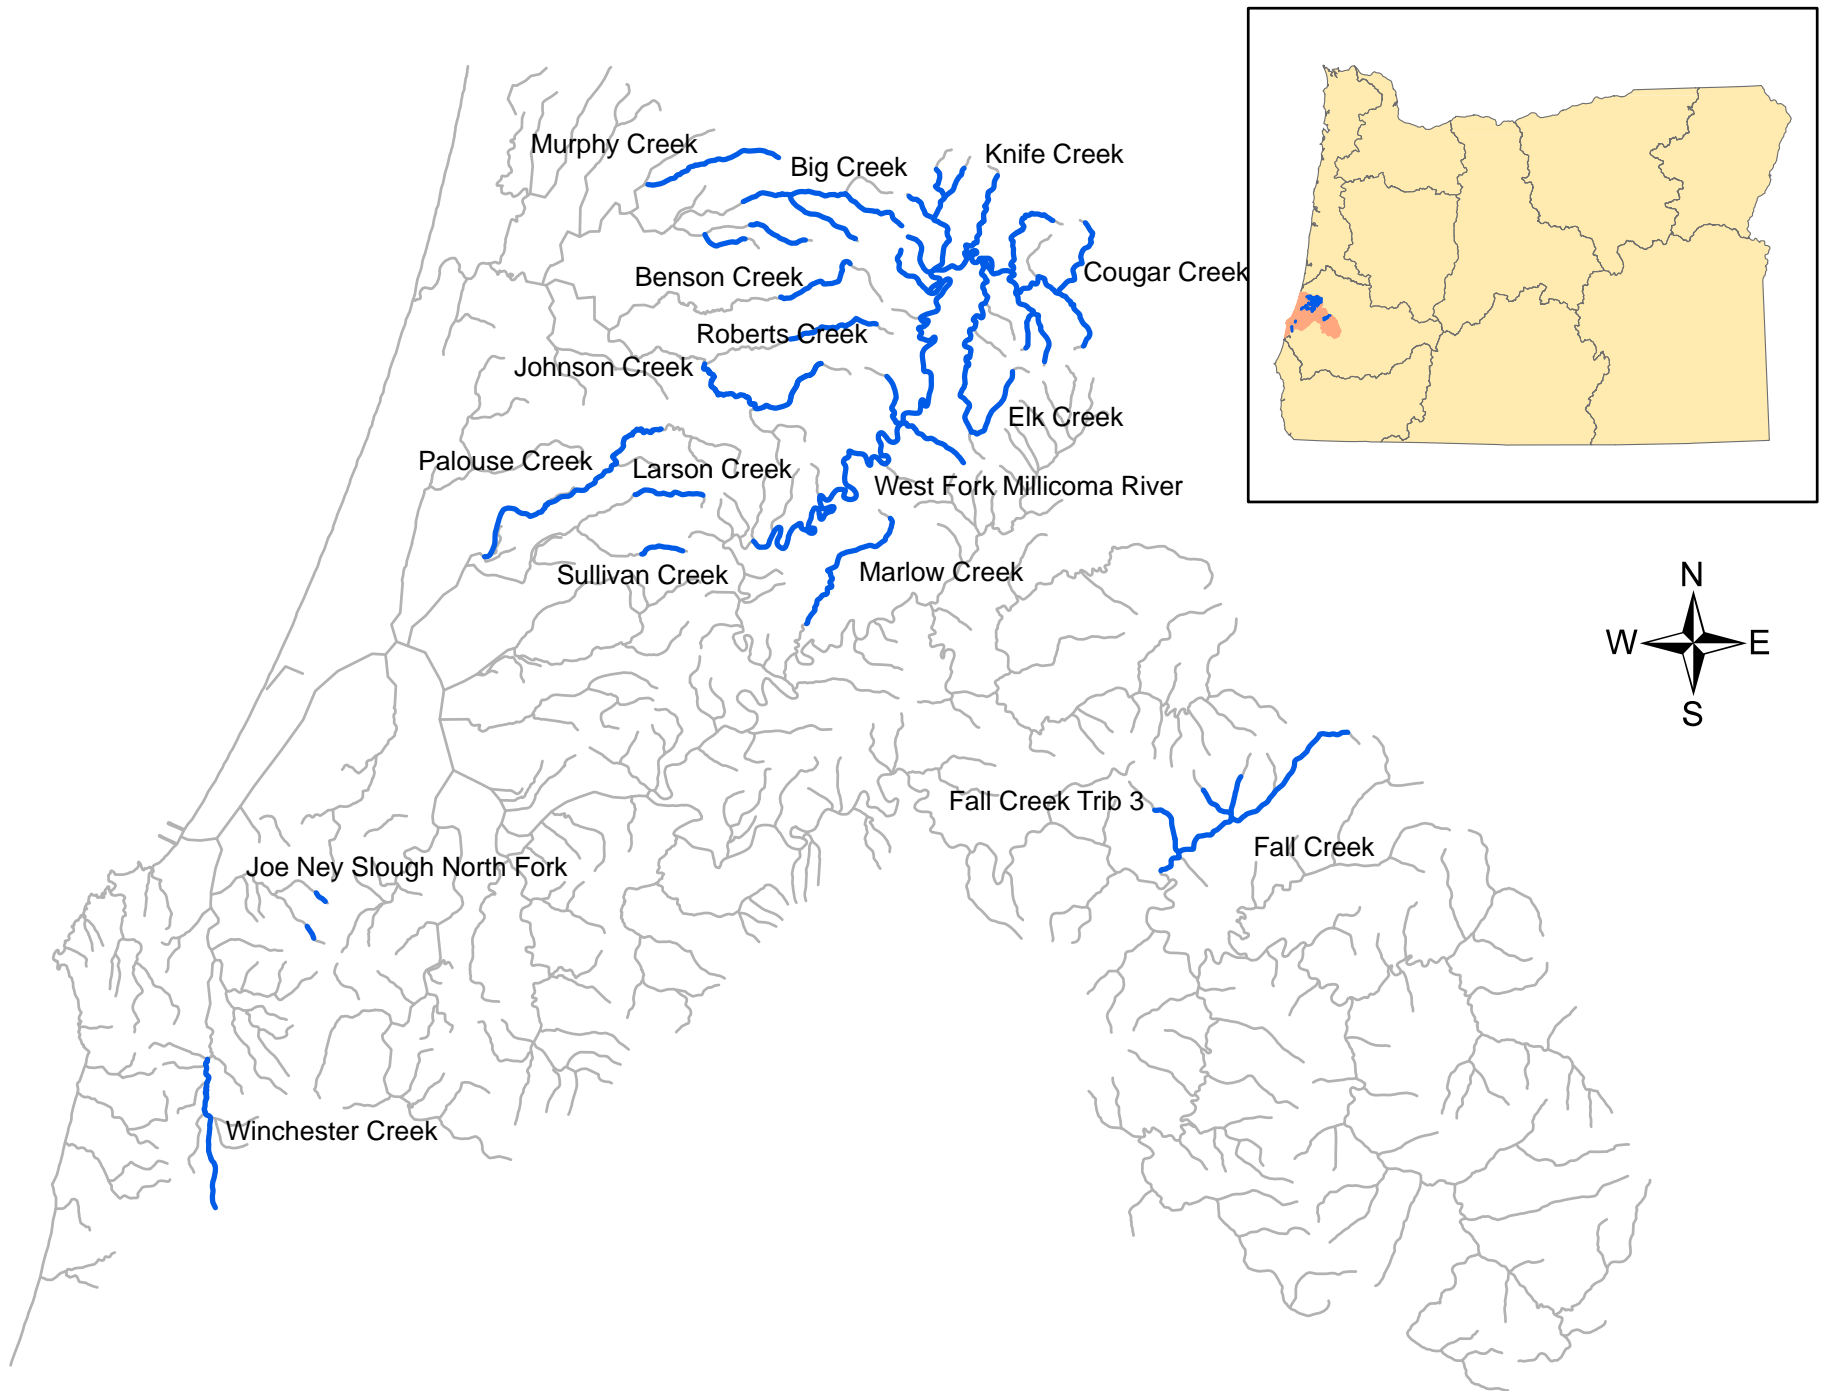 Murphy Creek
Big Creek
Knife Creek
Benson Creek
Cougar Creek
Roberts Creek
Johnson Creek
Elk Creek
Palouse Creek
Larson Creek
West Fork Millicoma River
Sullivan Creek
Marlow Creek
N
W
E
S
Fall Creek Trib 3
Fall Creek
Joe Ney Slough North Fork
Winchester Creek